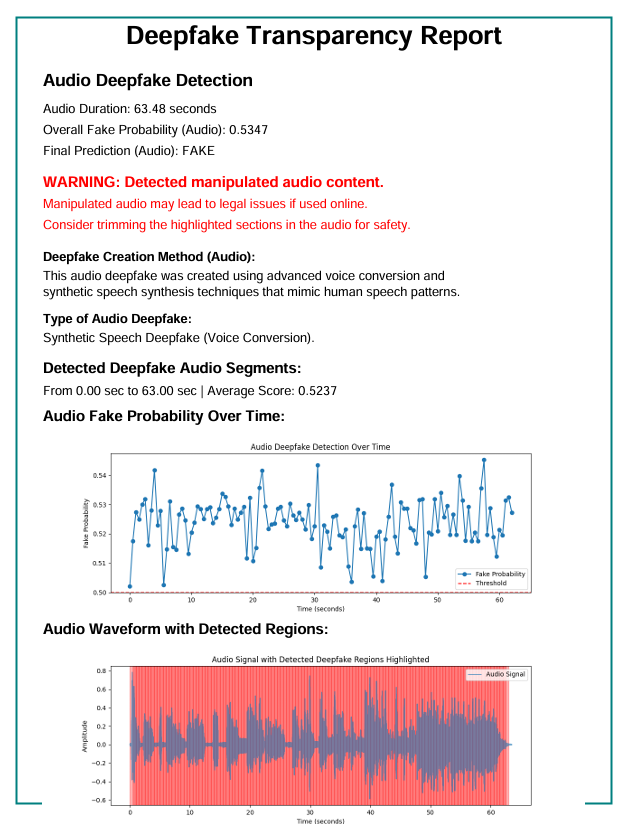 Deepfake Transparency Report
Audio Deepfake Detection
Audio Duration: 63.48 seconds
Overall Fake Probability (Audio): 0.5347
Final Prediction (Audio): FAKE
WARNING: Detected manipulated audio content.
Manipulated audio may lead to legal issues if used online.
Consider trimming the highlighted sections in the audio for safety.
Deepfake Creation Method (Audio):
This audio deepfake was created using advanced voice conversion and
synthetic speech synthesis techniques that mimic human speech patterns.
Type of Audio Deepfake:
Synthetic Speech Deepfake (Voice Conversion).
Detected Deepfake Audio Segments:
From 0.00 sec to 63.00 sec | Average Score: 0.5237
Audio Fake Probability Over Time:
Audio Deepfake Detection Over Time
0.54
0.53
0.52
0.51
0.50
Fake Probability
Fake Probability
Threshold
0 10 20 30 40 50 60
Time (seconds)
Audio Waveform with Detected Regions:
Audio Signal with Detected Deepfake Regions Highlighted
Audio Signal
0.8
0.6
0.4
0.2
0.0
−0.2
−0.4
−0.6
Amplitude
0 10 20 30 40 50 60
Time (seconds)